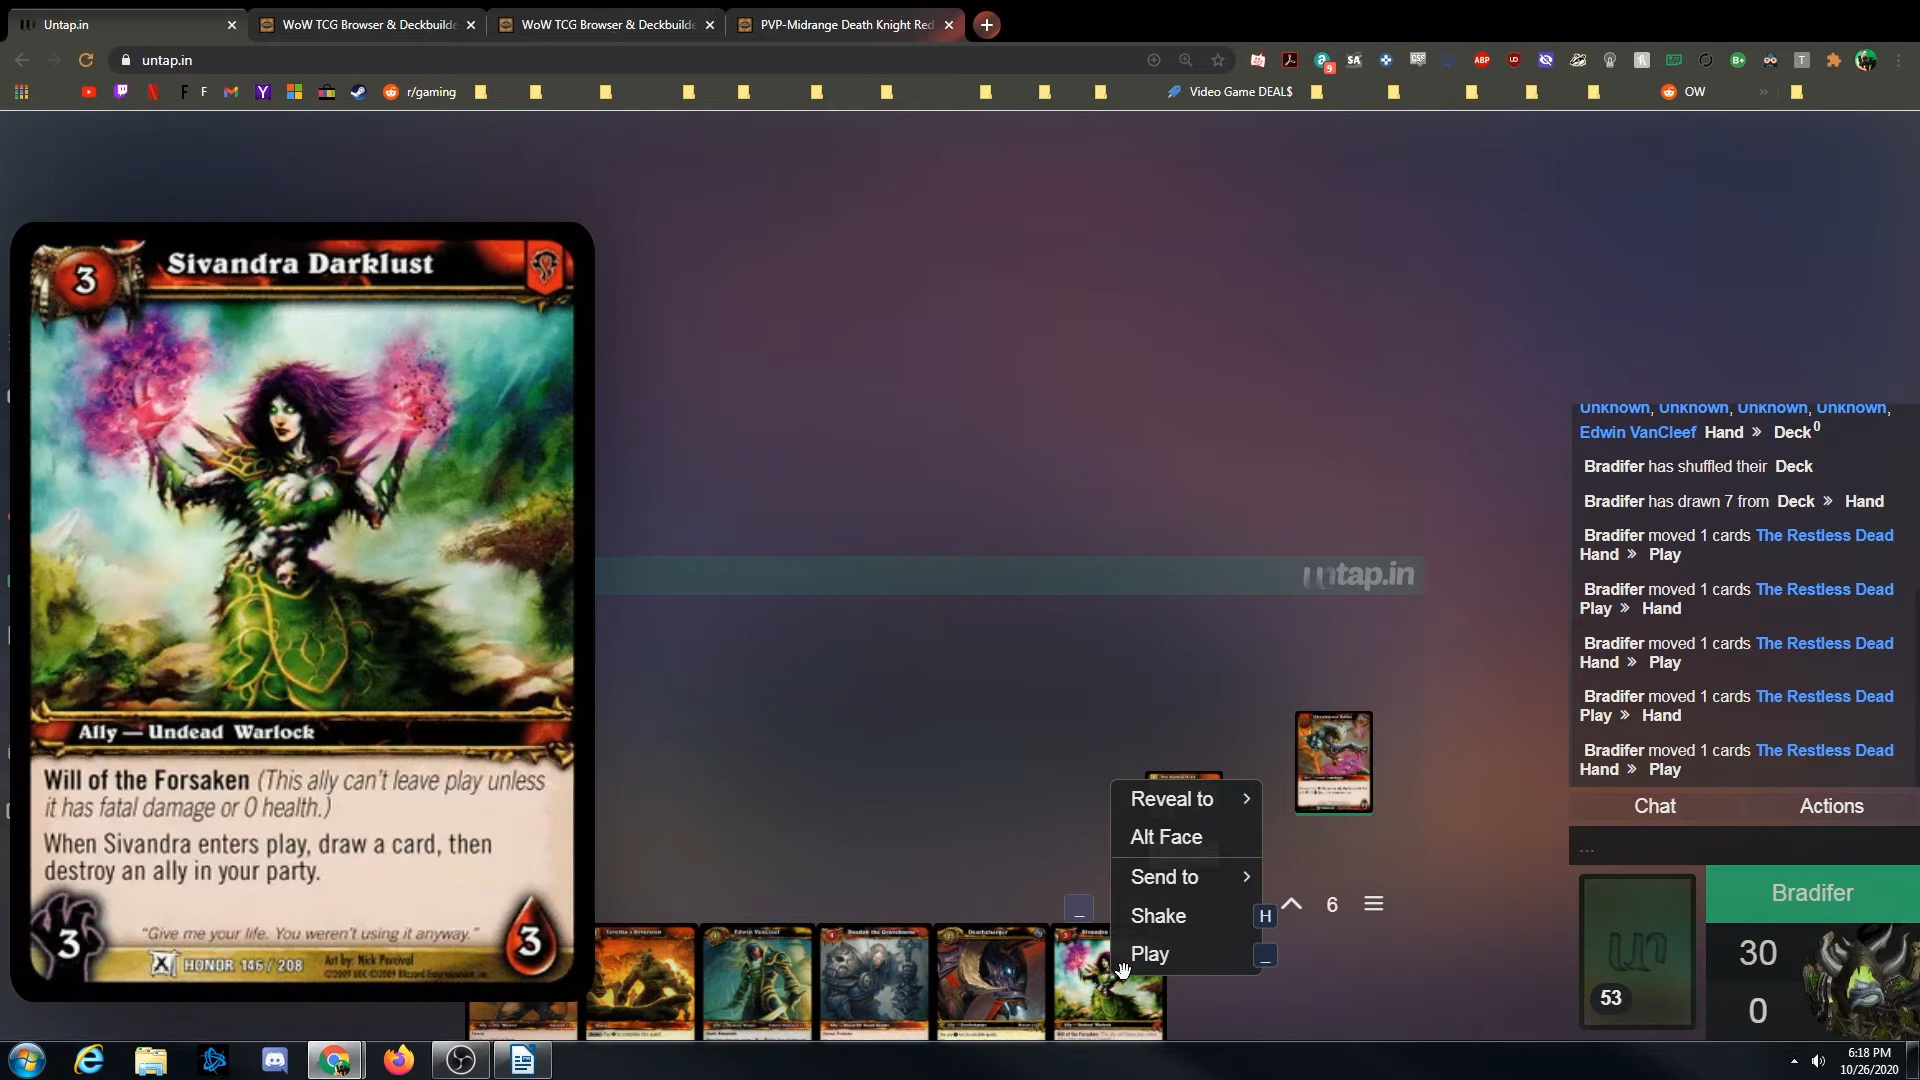 Untap.in
WoW TCG Browser & Deckbuilde
WoW TCG Browser & Deckbuilde
PVP-Midrange Death Knight Red
untap.in
r/gaming
Video Game DEAL$
OW
3
Sivandra Darklust
Ally — Undead Warlock
Will of the Forsaken (This ally can't leave play unless
it has fatal damage or 0 health.)
When Sivandra enters play, draw a card, then
destroy an ally in your party.
3
"Give me your life. You weren't using it anyway."
HONOR 146/208
Art by: Nick Percival
3
untap.in
Unknown, Unknown, Unknown, Unknown,
Edwin VanCleef Hand » Deck0
Bradifer has shuffled their Deck
Bradifer has drawn 7 from Deck » Hand
Bradifer moved 1 cards The Restless Dead
Hand » Play
Bradifer moved 1 cards The Restless Dead
Play » Hand
Bradifer moved 1 cards The Restless Dead
Hand » Play
Bradifer moved 1 cards The Restless Dead
Play » Hand
Bradifer moved 1 cards The Restless Dead
Hand » Play
Chat
Actions
...
Reveal to
Alt Face
Send to
Shake
H
Play
_
_
6
Edwin VanCleef
Deathcharger
Bradifer
30
0
53
6:18 PM
10/26/2020